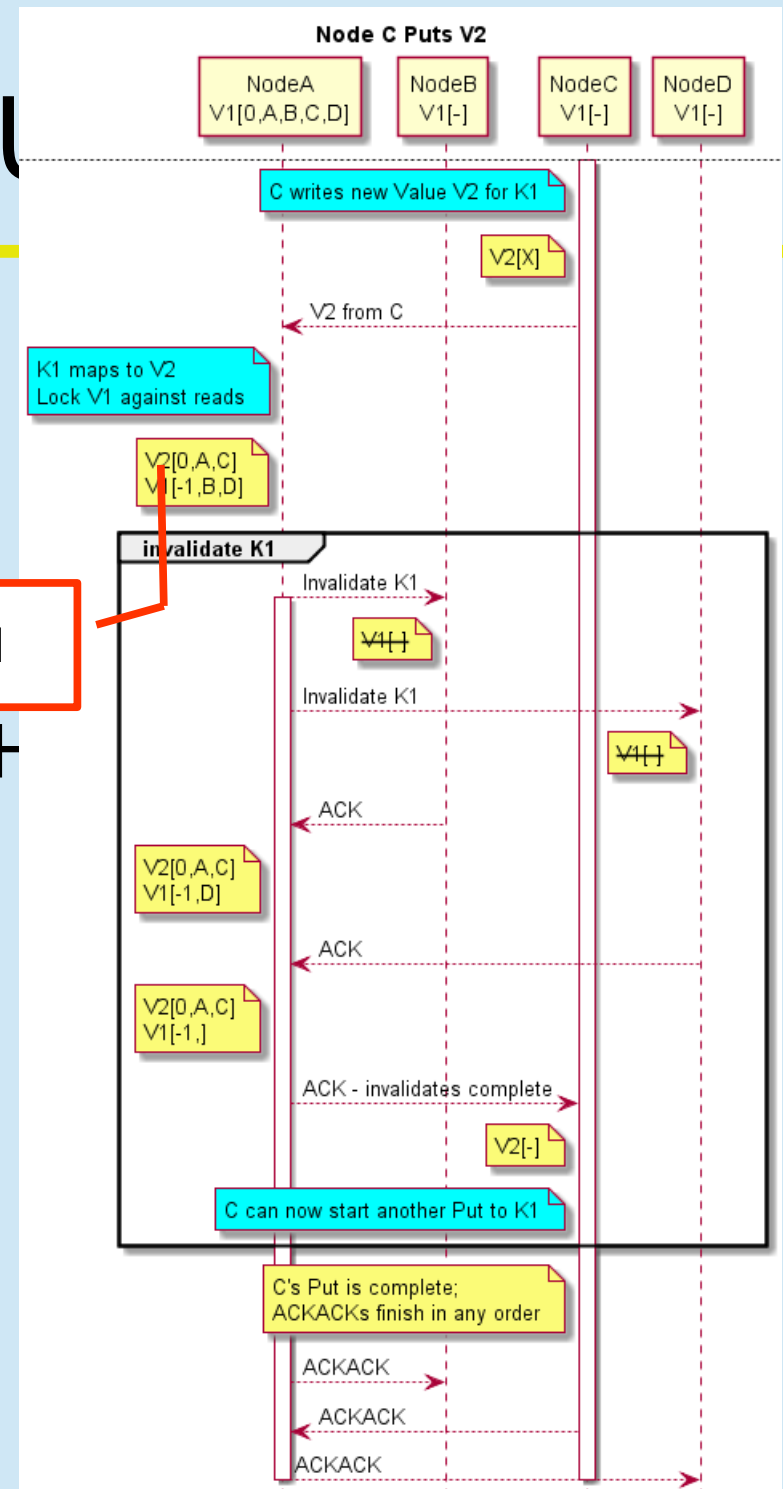 Node C Puts V2
NodeA
V1[0,A,B,C,D]
NodeB
V1[-]
NodeC
V1[-]
NodeD
V1[-]
C writes new Value V2 for K1
V2[X]
V2 from C
K1 maps to V2
Lock V1 against reads
V2[0,A,C]
V1[-1,B,D]
invalidate K1
Invalidate K1
V1[-]
Invalidate K1
V1[-]
ACK
V2[0,A,C]
V1[-1,D]
ACK
V2[0,A,C]
V1[-1,]
ACK - invalidates complete
V2[-]
C can now start another Put to K1
C's Put is complete;
ACKACKs finish in any order
ACKACK
ACKACK
ACKACK